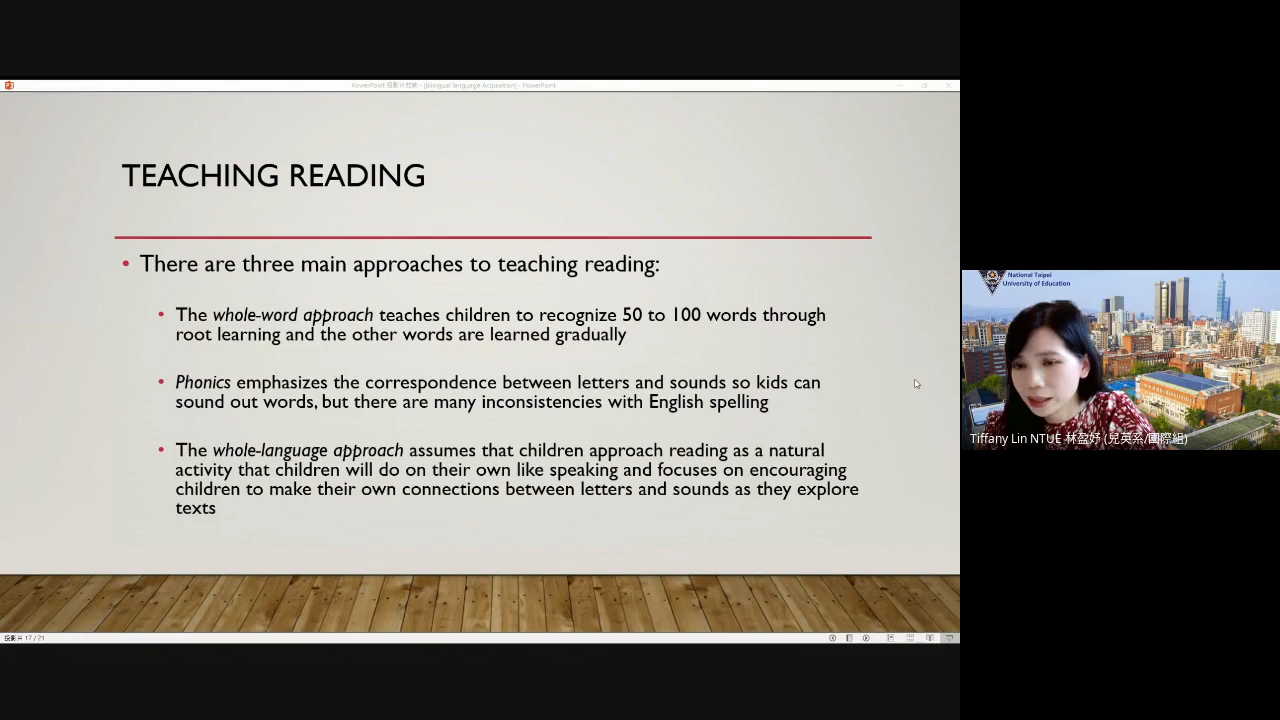 PowerPoint 投影片放映 - [Bilingual language Acquisition] - PowerPoint
TEACHING READING
• There are three main approaches to teaching reading:
• The whole-word approach teaches children to recognize 50 to 100 words through
root learning and the other words are learned gradually
• Phonics emphasizes the correspondence between letters and sounds so kids can
sound out words, but there are many inconsistencies with English spelling
• The whole-language approach assumes that children approach reading as a natural
activity that children will do on their own like speaking and focuses on encouraging
children to make their own connections between letters and sounds as they explore
texts
投影片 17 / 21
National Taipei
University of Education
Tiffany Lin NTUE 林盈妤 (兒英系/國際組)